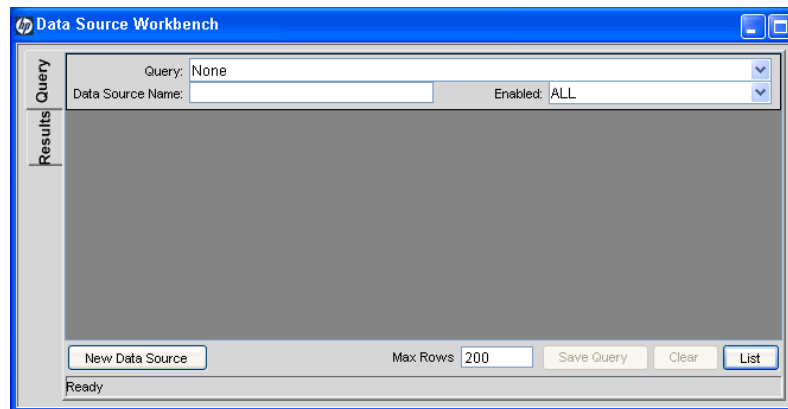 hp Data Source Workbench
Query
Results
Query: None
Data Source Name: Enabled: ALL
New Data Source Max Rows 200 Save Query Clear List
Ready